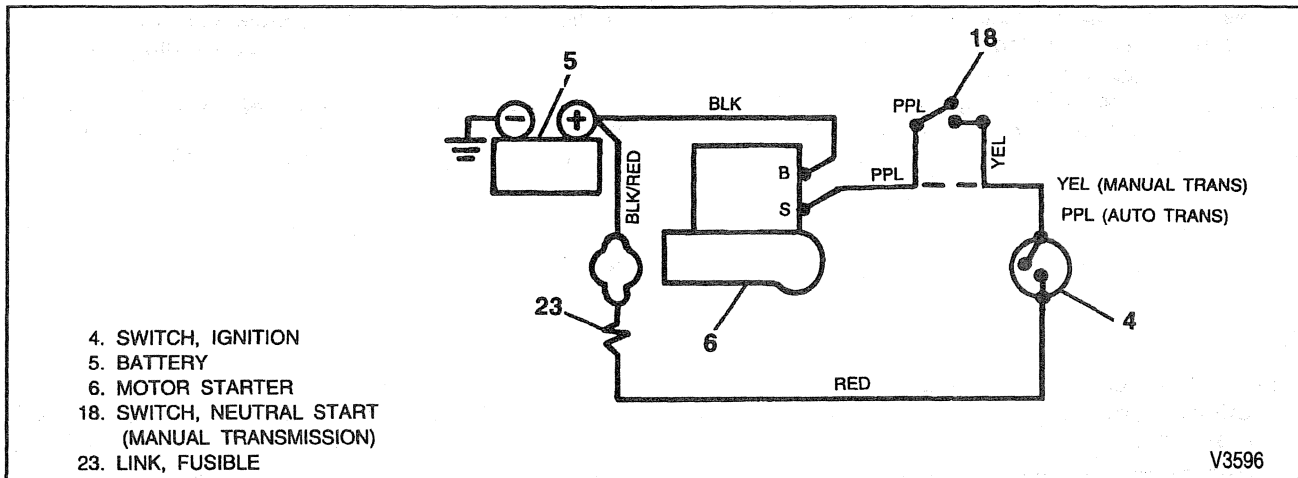 18
5
BLK
PPL
− +
YEL
B
BLK/RED
PPL
S
YEL (MANUAL TRANS)
PPL (AUTO TRANS)
23
6
4
RED
4. SWITCH, IGNITION
5. BATTERY
6. MOTOR STARTER
18. SWITCH, NEUTRAL START
(MANUAL TRANSMISSION)
23. LINK, FUSIBLE
V3596